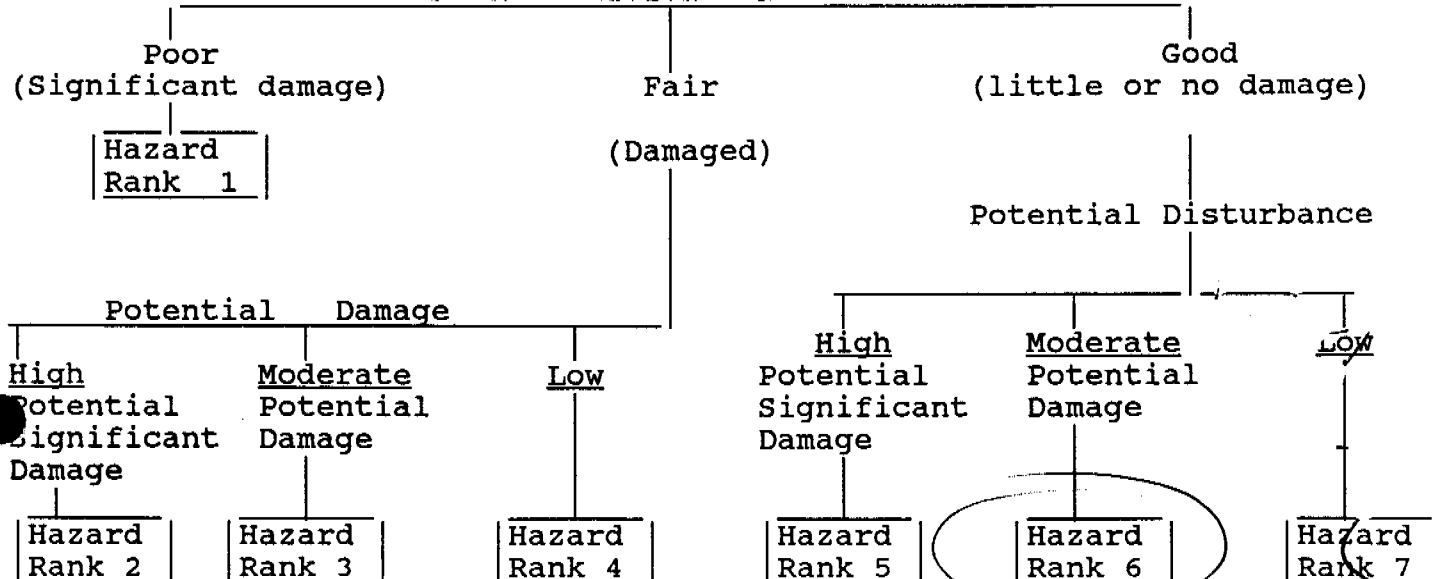 Poor
(Significant damage)
Fair
(Damaged)
Good
(little or no damage)
Hazard
Rank 1
Potential Disturbance
Potential Damage
High
Potential
Significant
Damage
Moderate
Potential
Damage
Low
High
Potential
Significant
Damage
Moderate
Potential
Damage
Low
Hazard
Rank 2
Hazard
Rank 3
Hazard
Rank 4
Hazard
Rank 5
Hazard
Rank 6
Hazard
Rank 7